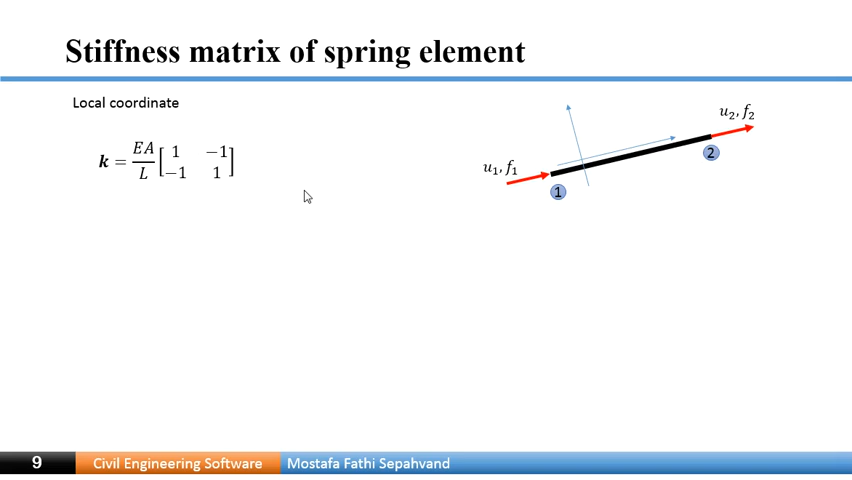 Stiffness matrix of spring element
Local coordinate
𝒌 = EA/L [1 −1
−1 1]
u₁, f₁
u₂, f₂
1
2
9 Civil Engineering Software Mostafa Fathi Sepahvand